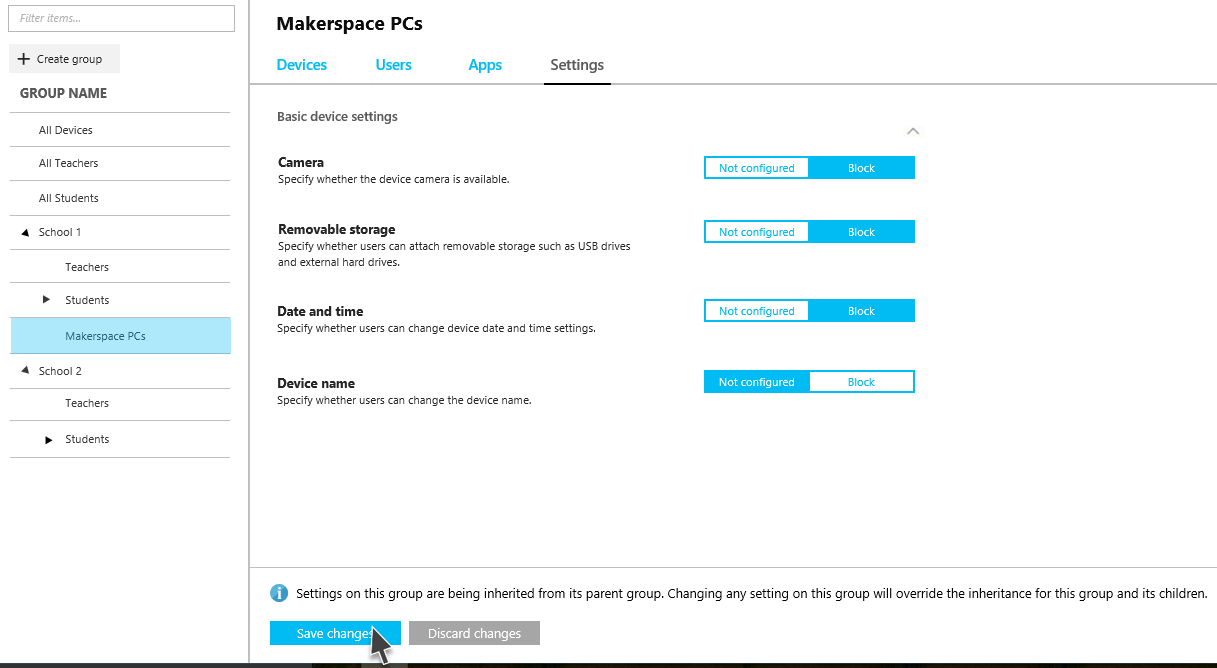 Filter items...
Create group
GROUP NAME
All Devices
All Teachers
All Students
School 1
Teachers
Students
Makerspace PCs
School 2
Teachers
Students
Makerspace PCs
Devices Users Apps Settings
Basic device settings
Camera
Specify whether the device camera is available.
Not configured Block
Removable storage
Specify whether users can attach removable storage such as USB drives
and external hard drives.
Not configured Block
Date and time
Specify whether users can change device date and time settings.
Not configured Block
Device name
Specify whether users can change the device name.
Not configured Block
Settings on this group are being inherited from its parent group. Changing any setting on this group will override the inheritance for this group and its children.
Save changes Discard changes